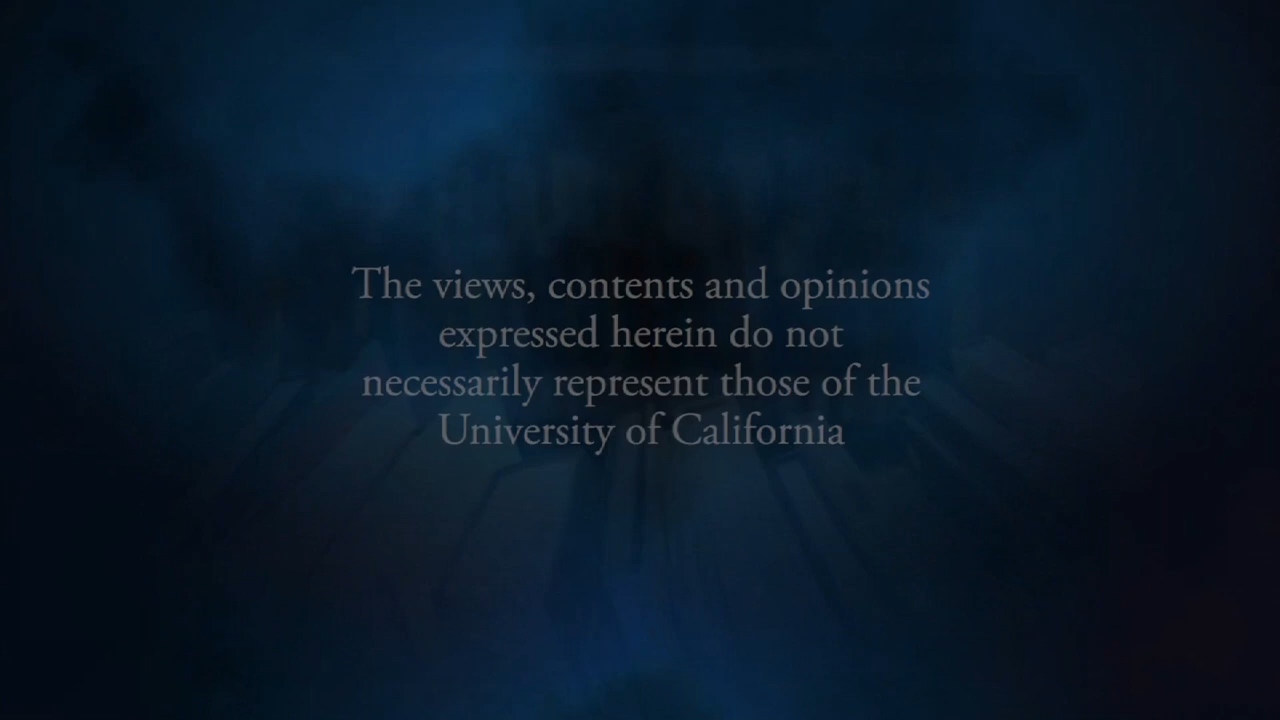 The views, contents and opinions
expressed herein do not
necessarily represent those of the
University of California